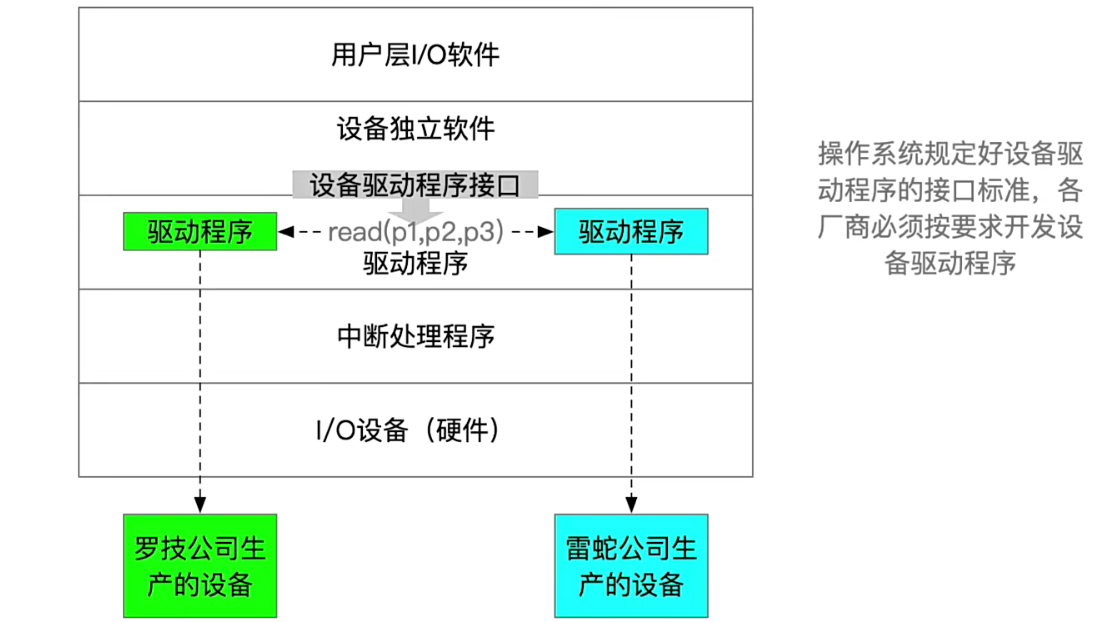 用户层I/O软件
设备独立软件
设备驱动程序接口
驱动程序
read(p1,p2,p3)
驱动程序
驱动程序
中断处理程序
I/O设备（硬件）
罗技公司生
产的设备
雷蛇公司生
产的设备
操作系统规定好设备驱
动程序的接口标准，各
厂商必须按要求开发设
备驱动程序